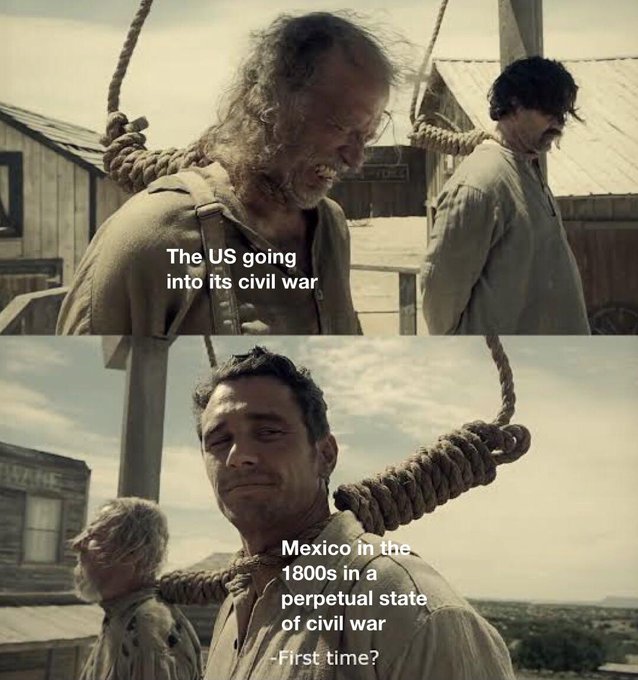 The US going
into its civil war
Mexico in the
1800s in a
perpetual state
of civil war
-First time?